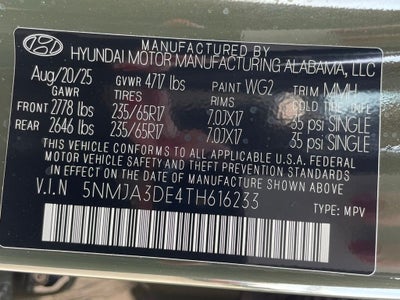 MANUFACTURED BY
HYUNDAI MOTOR MANUFACTURING ALABAMA, LLC
Aug/20/25 GVWR 4717 lbs PAINT WG2 TRIM MMH
GAWR TIRES RIMS COLD TIRE
FRONT 2778 lbs 235/65R17 7.0JX17 35 psi SINGLE
REAR 2646 lbs 235/65R17 7.0JX17 35 psi SINGLE
THIS VEHICLE CONFORMS TO ALL APPLICABLE U.S.A. FEDERAL
MOTOR VEHICLE SAFETY BUMPER, AND THEFT PREVENTION STANDARDS
IN EFFECT ON THE DATE OF MANUFACTURE SHOWN ABOVE.
V.I.N 5NMJA3DE4TH616233
TYPE: MPV